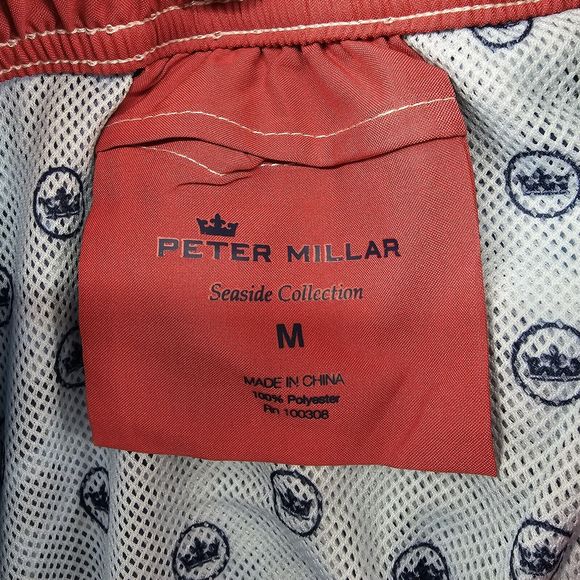 PETER MILLAR
Seaside Collection
M
MADE IN CHINA
100% Polyester
Rn 100308